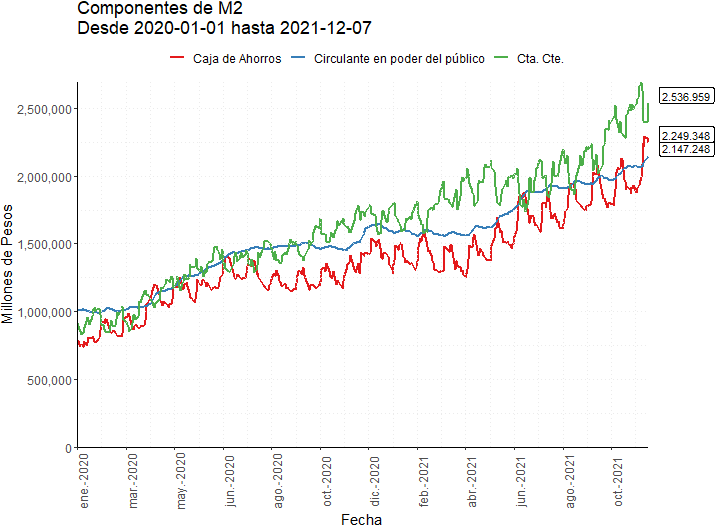 Componentes de M2
Desde 2020-01-01 hasta 2021-12-07
Caja de Ahorros Circulante en poder del público Cta. Cte.
Millones de Pesos
2,500,000
2,000,000
1,500,000
1,000,000
500,000
0
2.536.959
2.249.348
2.147.248
ene.-2020
mar.-2020
may.-2020
jun.-2020
ago.-2020
oct.-2020
dic.-2020
feb.-2021
abr.-2021
jun.-2021
ago.-2021
oct.-2021
Fecha